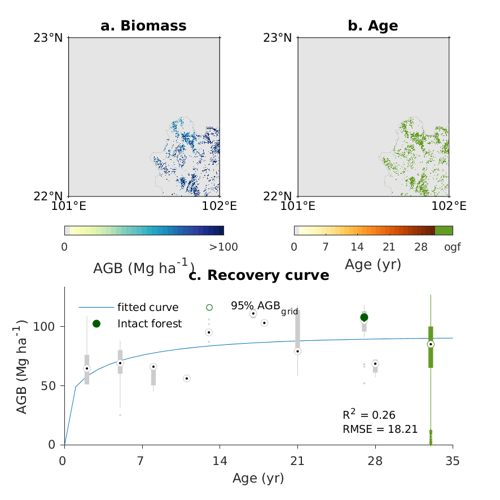 a. Biomass
b. Age
23°N
22°N
101°E
102°E
23°N
22°N
101°E
102°E
0
>100
AGB (Mg ha⁻¹)
0 7 14 21 28 ogf
Age (yr)
c. Recovery curve
fitted curve
95% AGB_grid
Intact forest
AGB (Mg ha⁻¹)
100
50
0
R² = 0.26
RMSE = 18.21
0 7 14 21 28 35
Age (yr)